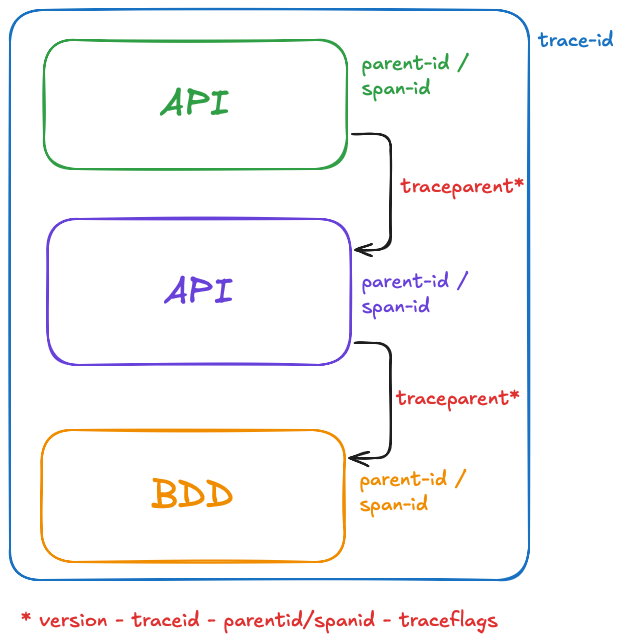 trace-id
API
parent-id /
span-id
traceparent*
API
parent-id /
span-id
traceparent*
BDD
parent-id /
span-id
* version - traceid - parentid/spanid - traceflags